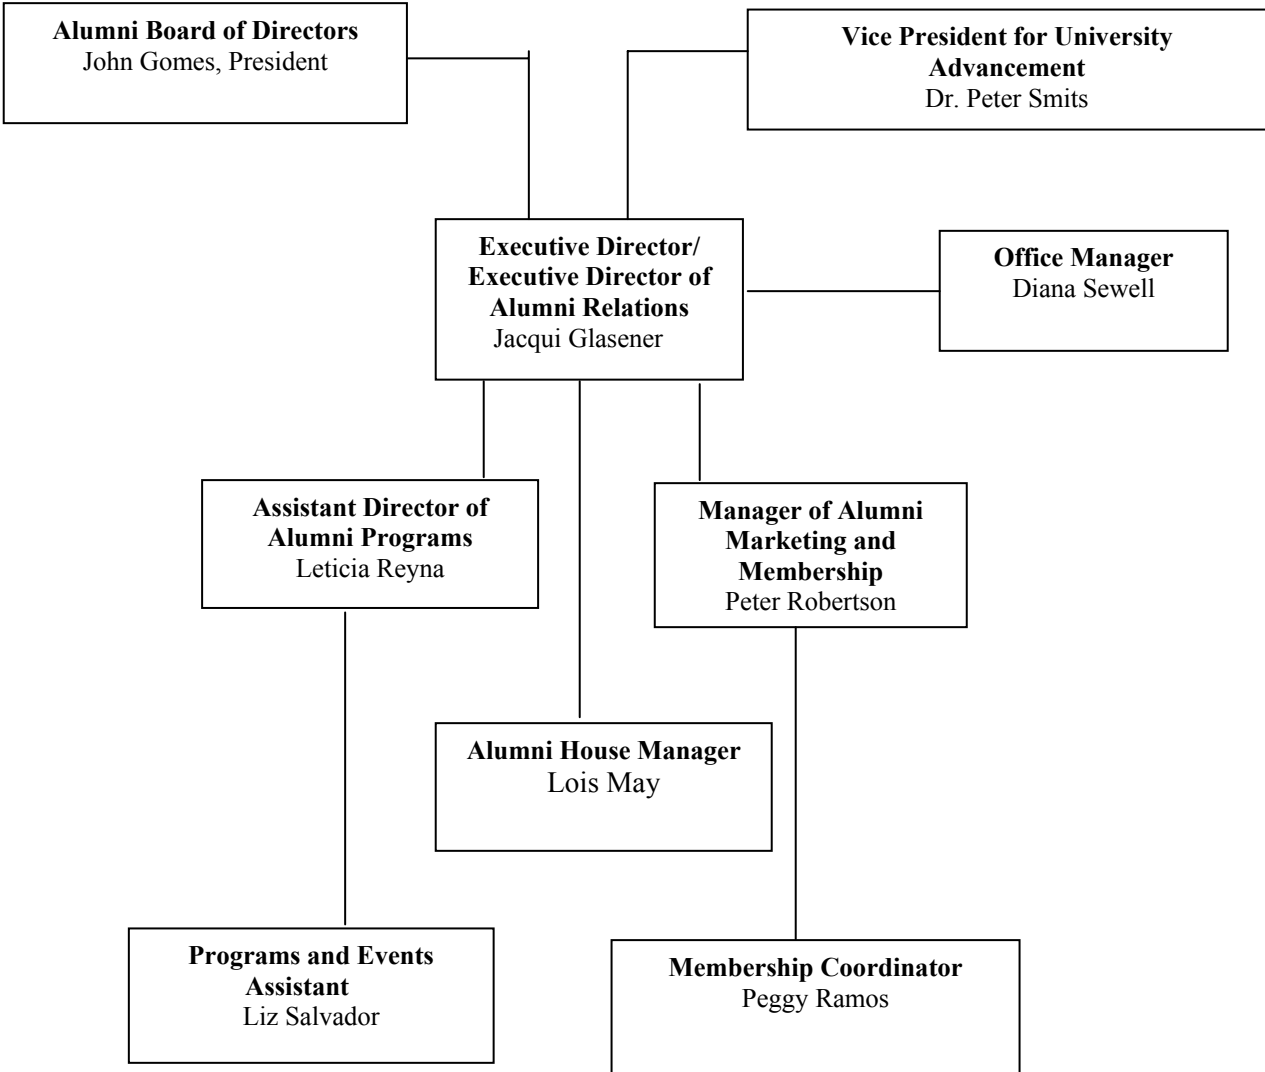 Alumni Board of Directors
John Gomes, President
Vice President for University
Advancement
Dr. Peter Smits
Executive Director/
Executive Director of
Alumni Relations
Jacqui Glasener
Office Manager
Diana Sewell
Assistant Director of
Alumni Programs
Leticia Reyna
Manager of Alumni
Marketing and
Membership
Peter Robertson
Alumni House Manager
Lois May
Programs and Events
Assistant
Liz Salvador
Membership Coordinator
Peggy Ramos